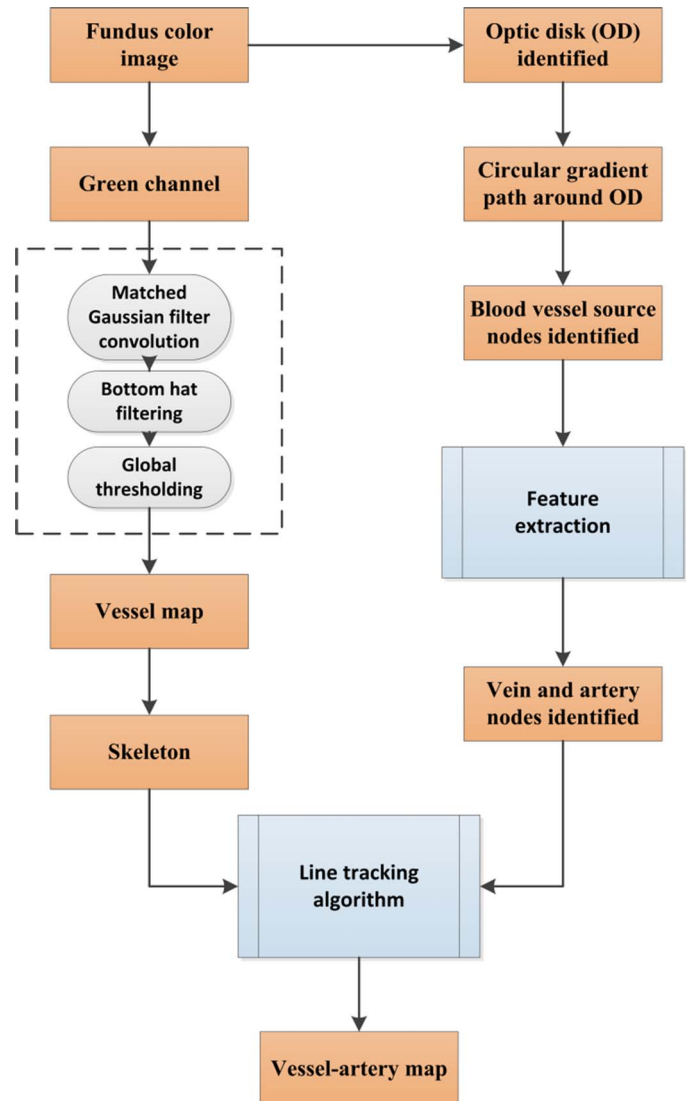 Fundus color
image
Optic disk (OD)
identified
Green channel
Circular gradient
path around OD
Matched
Gaussian filter
convolution
Bottom hat
filtering
Global
thresholding
Blood vessel source
nodes identified
Feature
extraction
Vessel map
Vein and artery
nodes identified
Skeleton
Line tracking
algorithm
Vessel-artery map